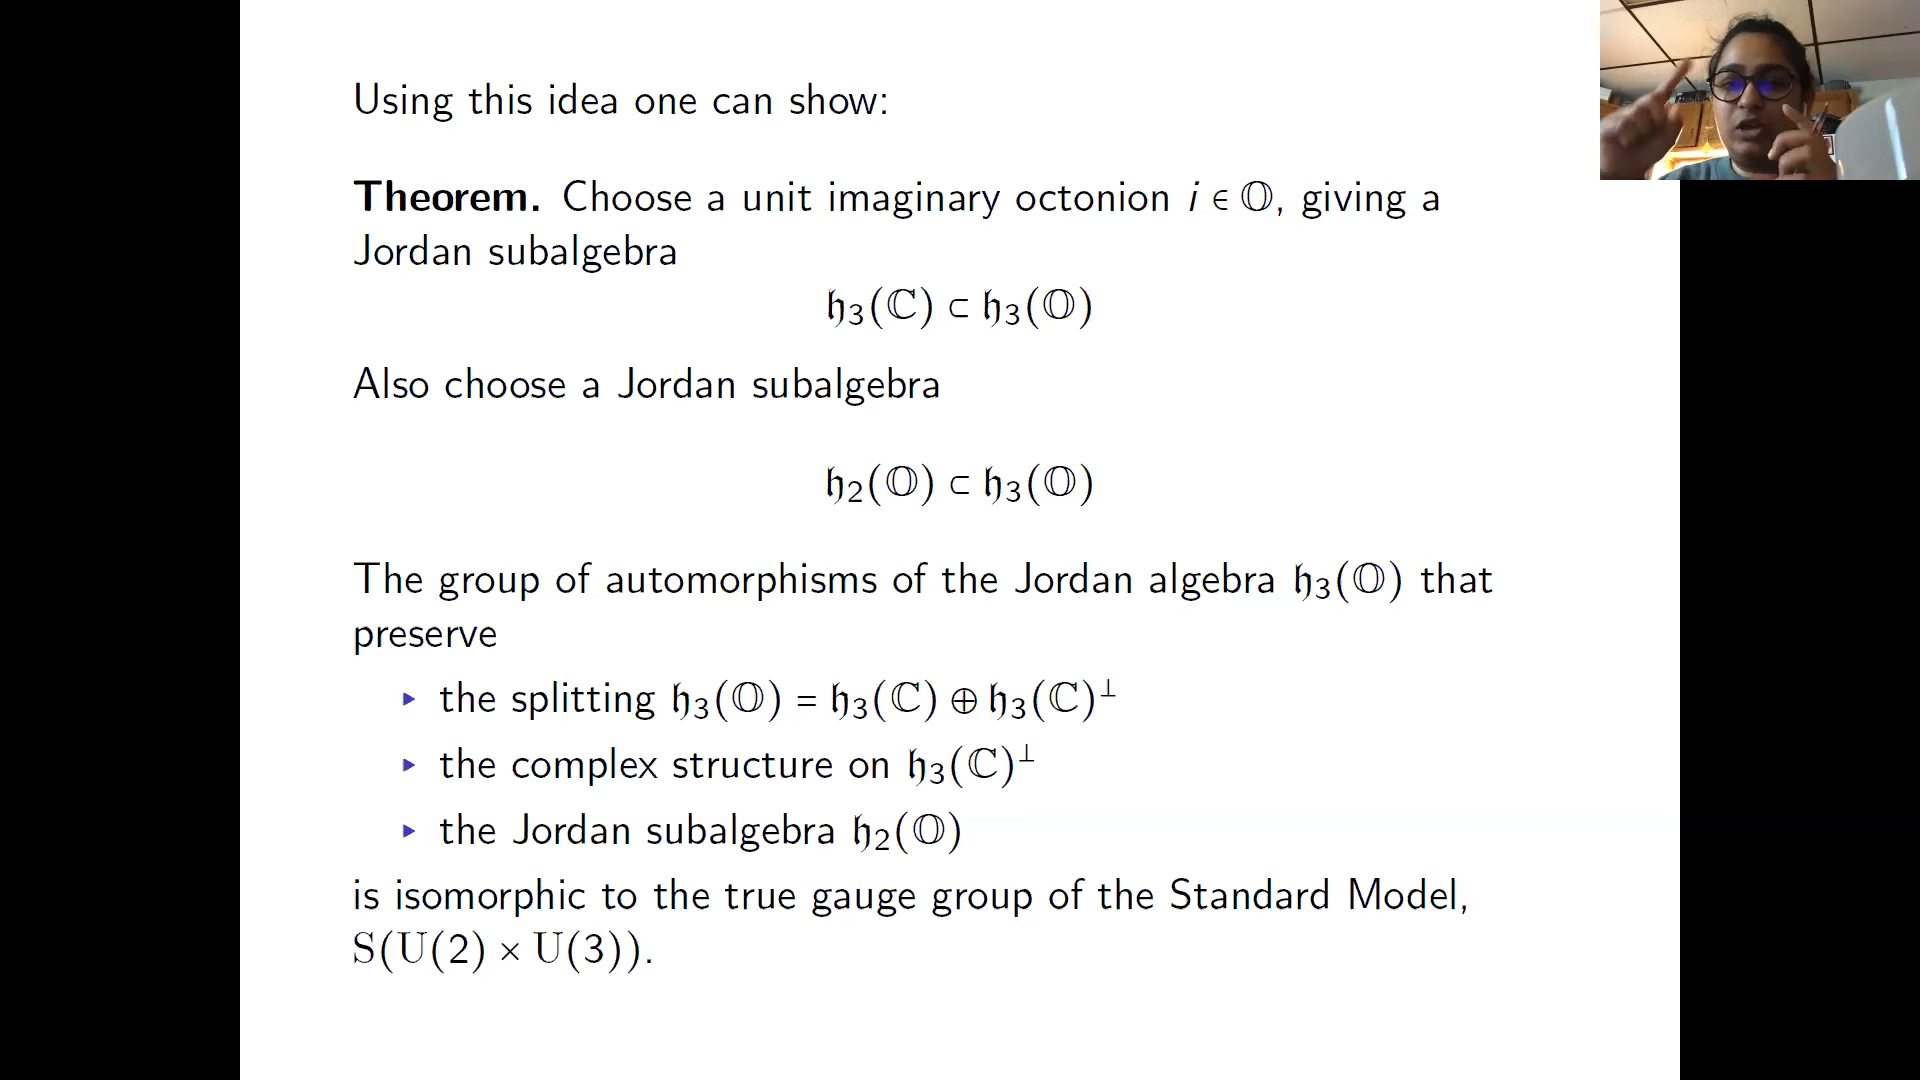 Using this idea one can show:
Theorem. Choose a unit imaginary octonion i ∈ 𝕆, giving a
Jordan subalgebra
𝔥₃(ℂ) ⊂ 𝔥₃(𝕆)
Also choose a Jordan subalgebra
𝔥₂(𝕆) ⊂ 𝔥₃(𝕆)
The group of automorphisms of the Jordan algebra 𝔥₃(𝕆) that
preserve
▸ the splitting 𝔥₃(𝕆) = 𝔥₃(ℂ) ⊕ 𝔥₃(ℂ)^⊥
▸ the complex structure on 𝔥₃(ℂ)^⊥
▸ the Jordan subalgebra 𝔥₂(𝕆)
is isomorphic to the true gauge group of the Standard Model,
S(U(2) × U(3)).